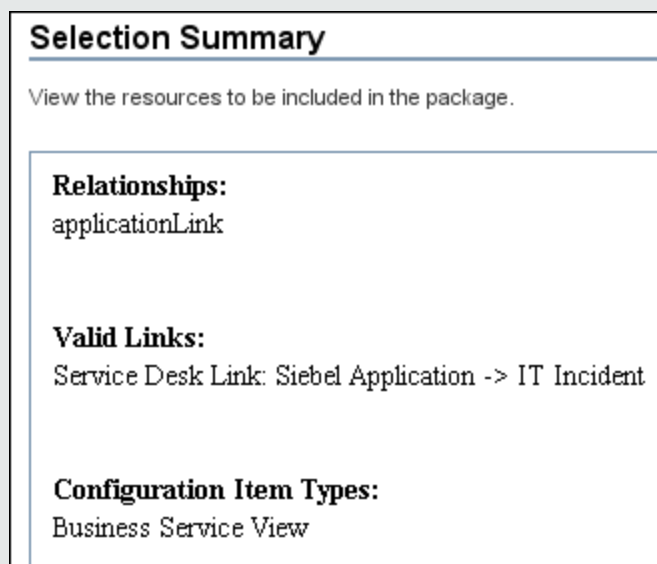 Selection Summary
View the resources to be included in the package.
Relationships:
applicationLink
Valid Links:
Service Desk Link: Siebel Application -> IT Incident
Configuration Item Types:
Business Service View